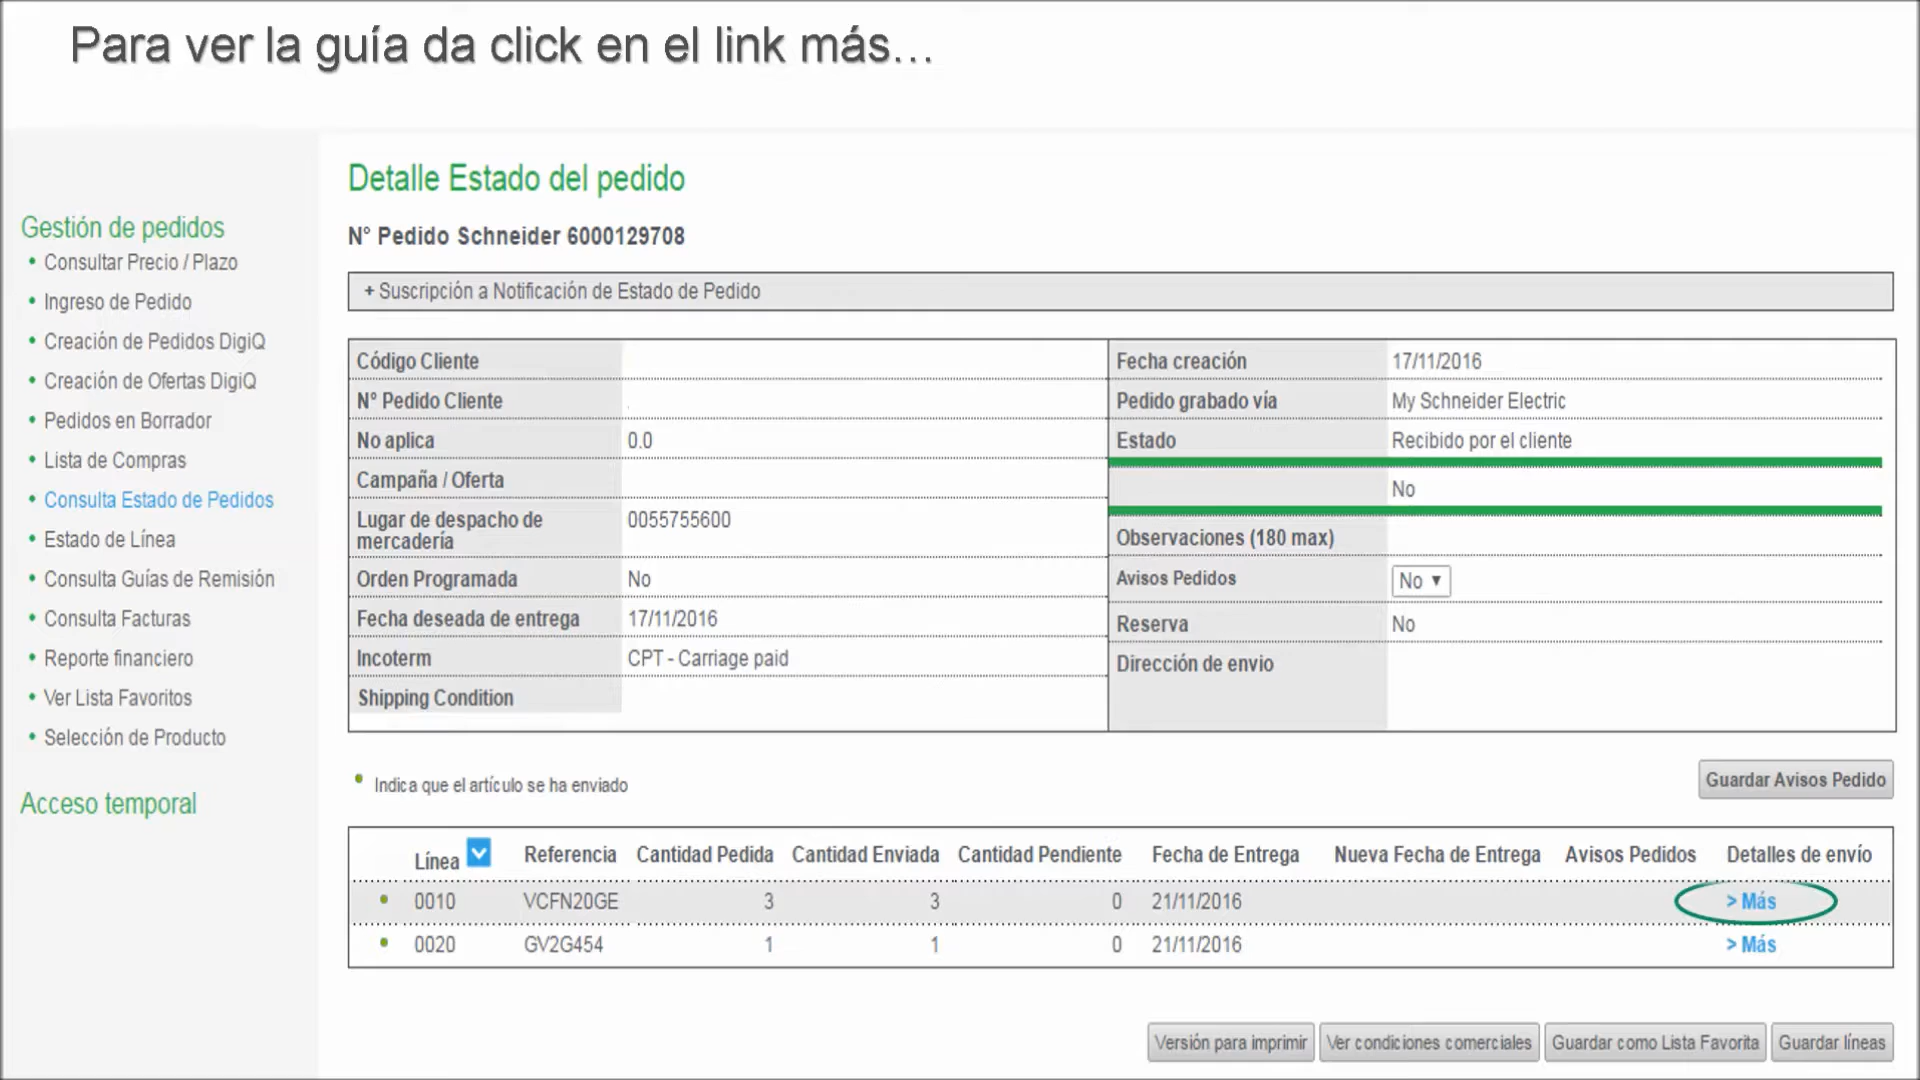 Para ver la guía da click en el link más...
Gestión de pedidos
Consultar Precio / Plazo
Ingreso de Pedido
Creación de Pedidos DigiQ
Creación de Ofertas DigiQ
Pedidos en Borrador
Lista de Compras
Consulta Estado de Pedidos
Estado de Línea
Consulta Guías de Remisión
Consulta Facturas
Reporte financiero
Ver Lista Favoritos
Selección de Producto
Acceso temporal
Detalle Estado del pedido
N° Pedido Schneider 6000129708
+ Suscripción a Notificación de Estado de Pedido
Código Cliente
N° Pedido Cliente
No aplica 0.0
Campaña / Oferta
Lugar de despacho de 0055755600
mercadería
Orden Programada No
Fecha deseada de entrega 17/11/2016
Incoterm CPT - Carriage paid
Shipping Condition
Fecha creación 17/11/2016
Pedido grabado vía My Schneider Electric
Estado Recibido por el cliente
No
Observaciones (180 max)
Avisos Pedidos No ▼
Reserva No
Dirección de envio
Indica que el artículo se ha enviado
Guardar Avisos Pedido
Línea Referencia Cantidad Pedida Cantidad Enviada Cantidad Pendiente Fecha de Entrega Nueva Fecha de Entrega Avisos Pedidos Detalles de envío
0010 VCFN20GE 3 3 0 21/11/2016 > Más
0020 GV2G454 1 1 0 21/11/2016 > Más
Versión para imprimir Ver condiciones comerciales Guardar como Lista Favorita Guardar líneas